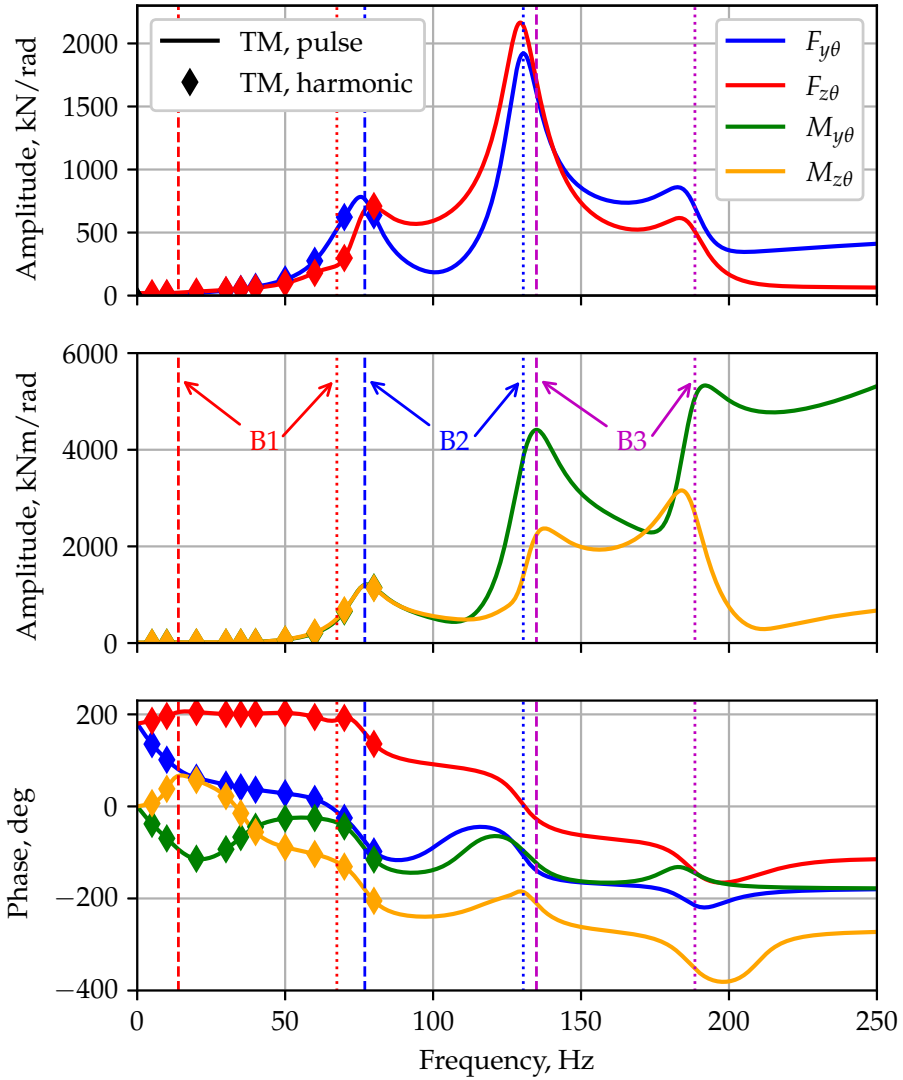 Amplitude, kN/rad
2000
1500
1000
500
0
TM, pulse
TM, harmonic
F_{yθ}
F_{zθ}
M_{yθ}
M_{zθ}
Amplitude, kNm/rad
6000
4000
2000
0
B1
B2
B3
Phase, deg
200
0
−200
−400
0
50
100
150
200
250
Frequency, Hz